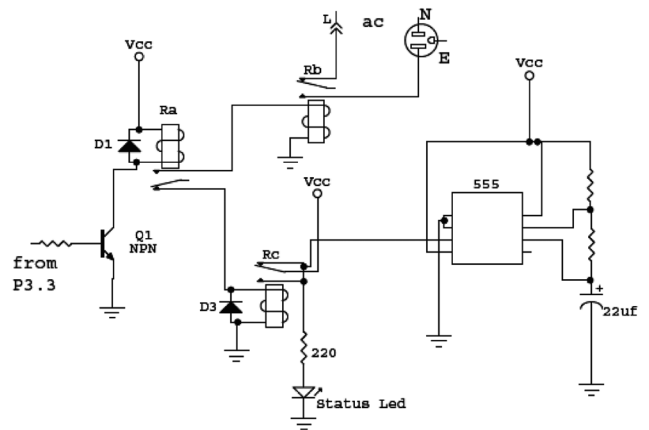 L
ac
N
E
Vcc
Rb
Vcc
Ra
D1
Vcc
555
Q1
NPN
from
P3.3
Rc
D3
+
22uf
220
Status Led